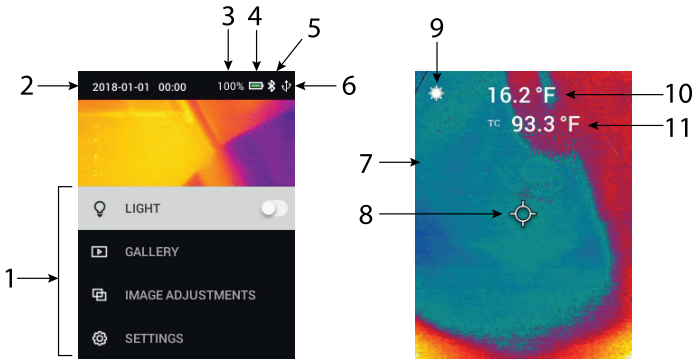 3 4 5
2 2018-01-01 00:00 100% 6
LIGHT
GALLERY
1 IMAGE ADJUSTMENTS
SETTINGS
9
16.2 °F 10
TC 93.3 °F 11
7
8